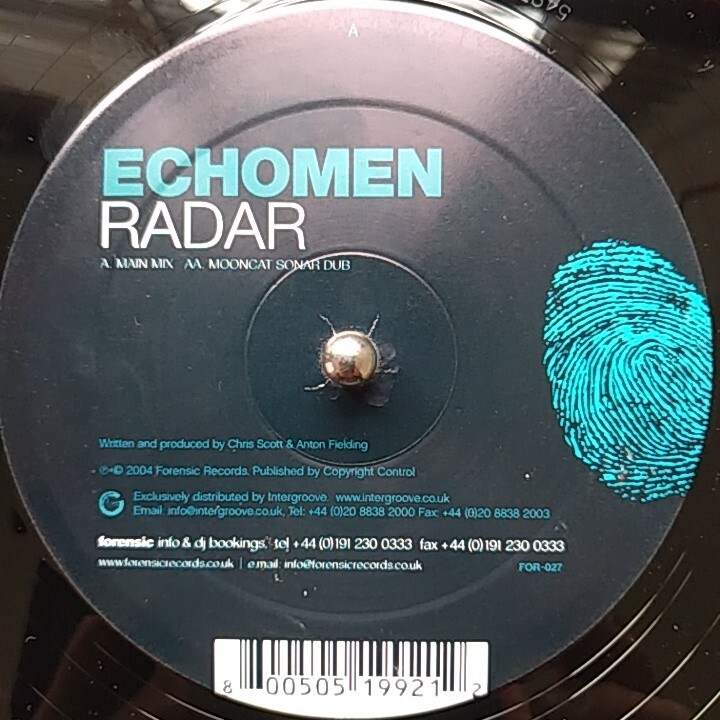 A
ECHOMEN
RADAR
A. MAIN MIX AA. MOONCAT SONAR DUB
Written and produced by Chris Scott & Anton Fielding
℗+© 2004 Forensic Records. Published by Copyright Control
Exclusively distributed by Intergroove. www.intergroove.co.uk
Email: info@intergroove.co.uk, Tel: +44 (0)20 8838 2000 Fax: +44 (0)20 8838 2003
forensic info & dj bookings. tel +44 (0)191 230 0333 fax +44 (0)191 230 0333
www.forensicrecords.co.uk | e.mail: info@forensicrecords.co.uk
FOR-027
8 00505 19921 2